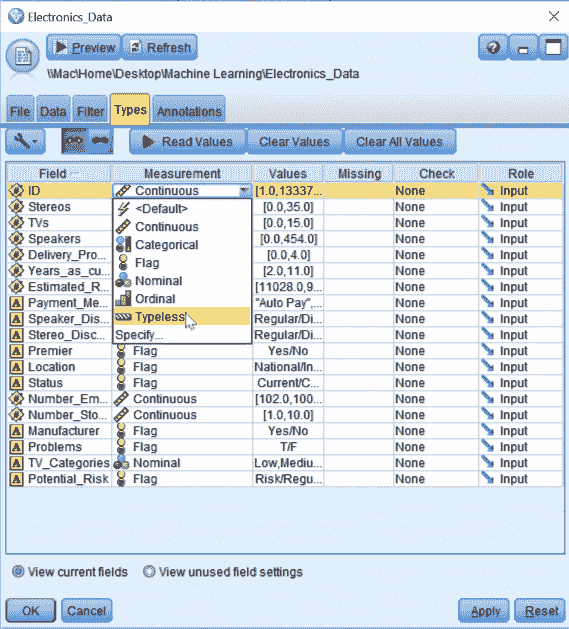 Electronics_Data
Preview Refresh
\\Mac\Home\Desktop\Machine Learning\Electronics_Data
File Data Filter Types Annotations
Read Values Clear Values Clear All Values
Field Measurement Values Missing Check Role
ID Continuous [1.0,13337... None Input
Stereos <Default> [0.0,35.0] None Input
TVs Continuous [0.0,15.0] None Input
Speakers Categorical [0.0,454.0] None Input
Delivery_Pro... Flag [0.0,4.0] None Input
Years_as_cu... Nominal [2.0,11.0] None Input
Estimated_R... Ordinal [11028.0,9... None Input
Payment_Me... Typeless "Auto Pay",... None Input
Speaker_Dis... Specify... Regular/Di... None Input
Stereo_Disc... Regular/Di... None Input
Premier Flag Yes/No None Input
Location Flag National/In... None Input
Status Flag Current/C... None Input
Number_Em... Continuous [102.0,100... None Input
Number_Sto... Continuous [1.0,10.0] None Input
Manufacturer Flag Yes/No None Input
Problems Flag T/F None Input
TV_Categories Nominal Low,Mediu... None Input
Potential_Risk Flag Risk/Regu... None Input
View current fields View unused field settings
OK Cancel Apply Reset